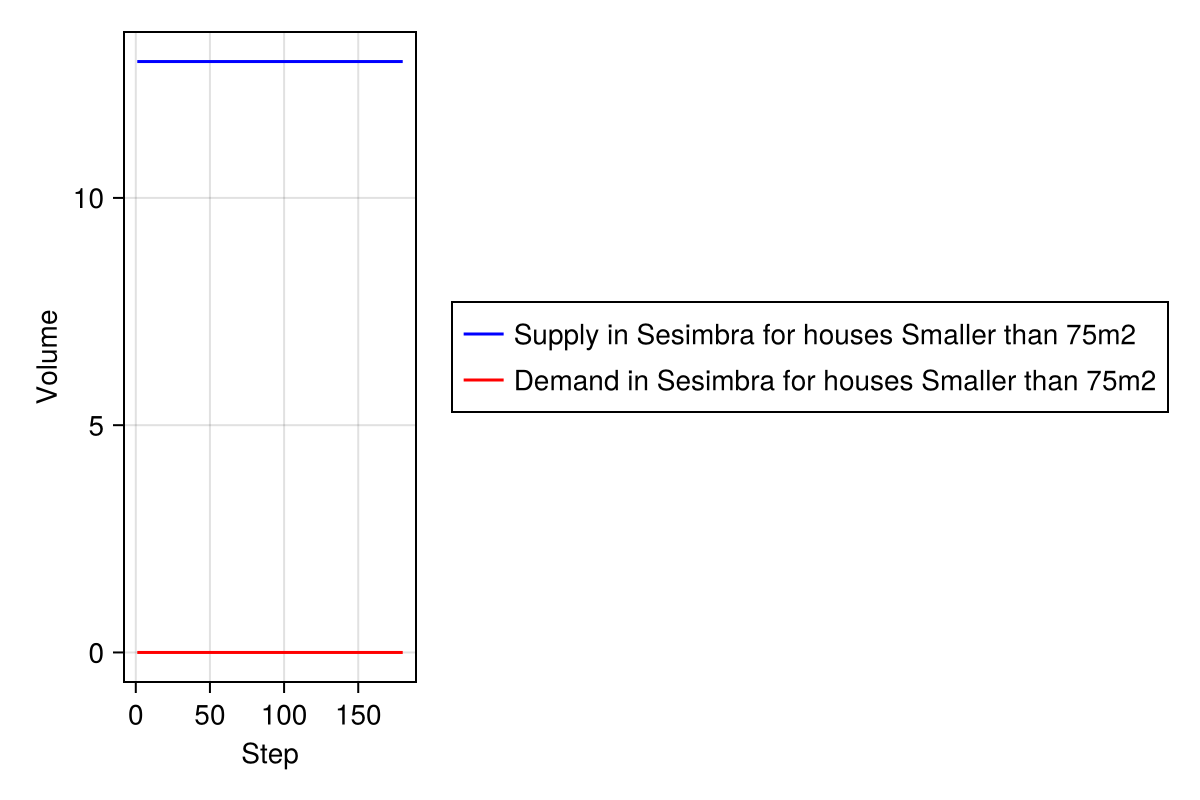 Volume
10
5
0
0 50 100 150
Step
Supply in Sesimbra for houses Smaller than 75m2
Demand in Sesimbra for houses Smaller than 75m2